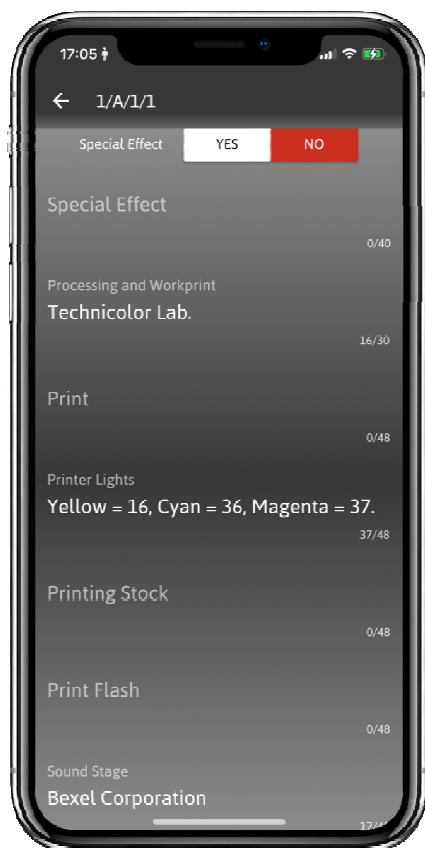 17:05
1/A/1/1
Special Effect YES NO
Special Effect
0/40
Processing and Workprint
Technicolor Lab.
16/30
Print
0/48
Printer Lights
Yellow = 16, Cyan = 36, Magenta = 37.
37/48
Printing Stock
0/48
Print Flash
0/48
Sound Stage
Bexel Corporation